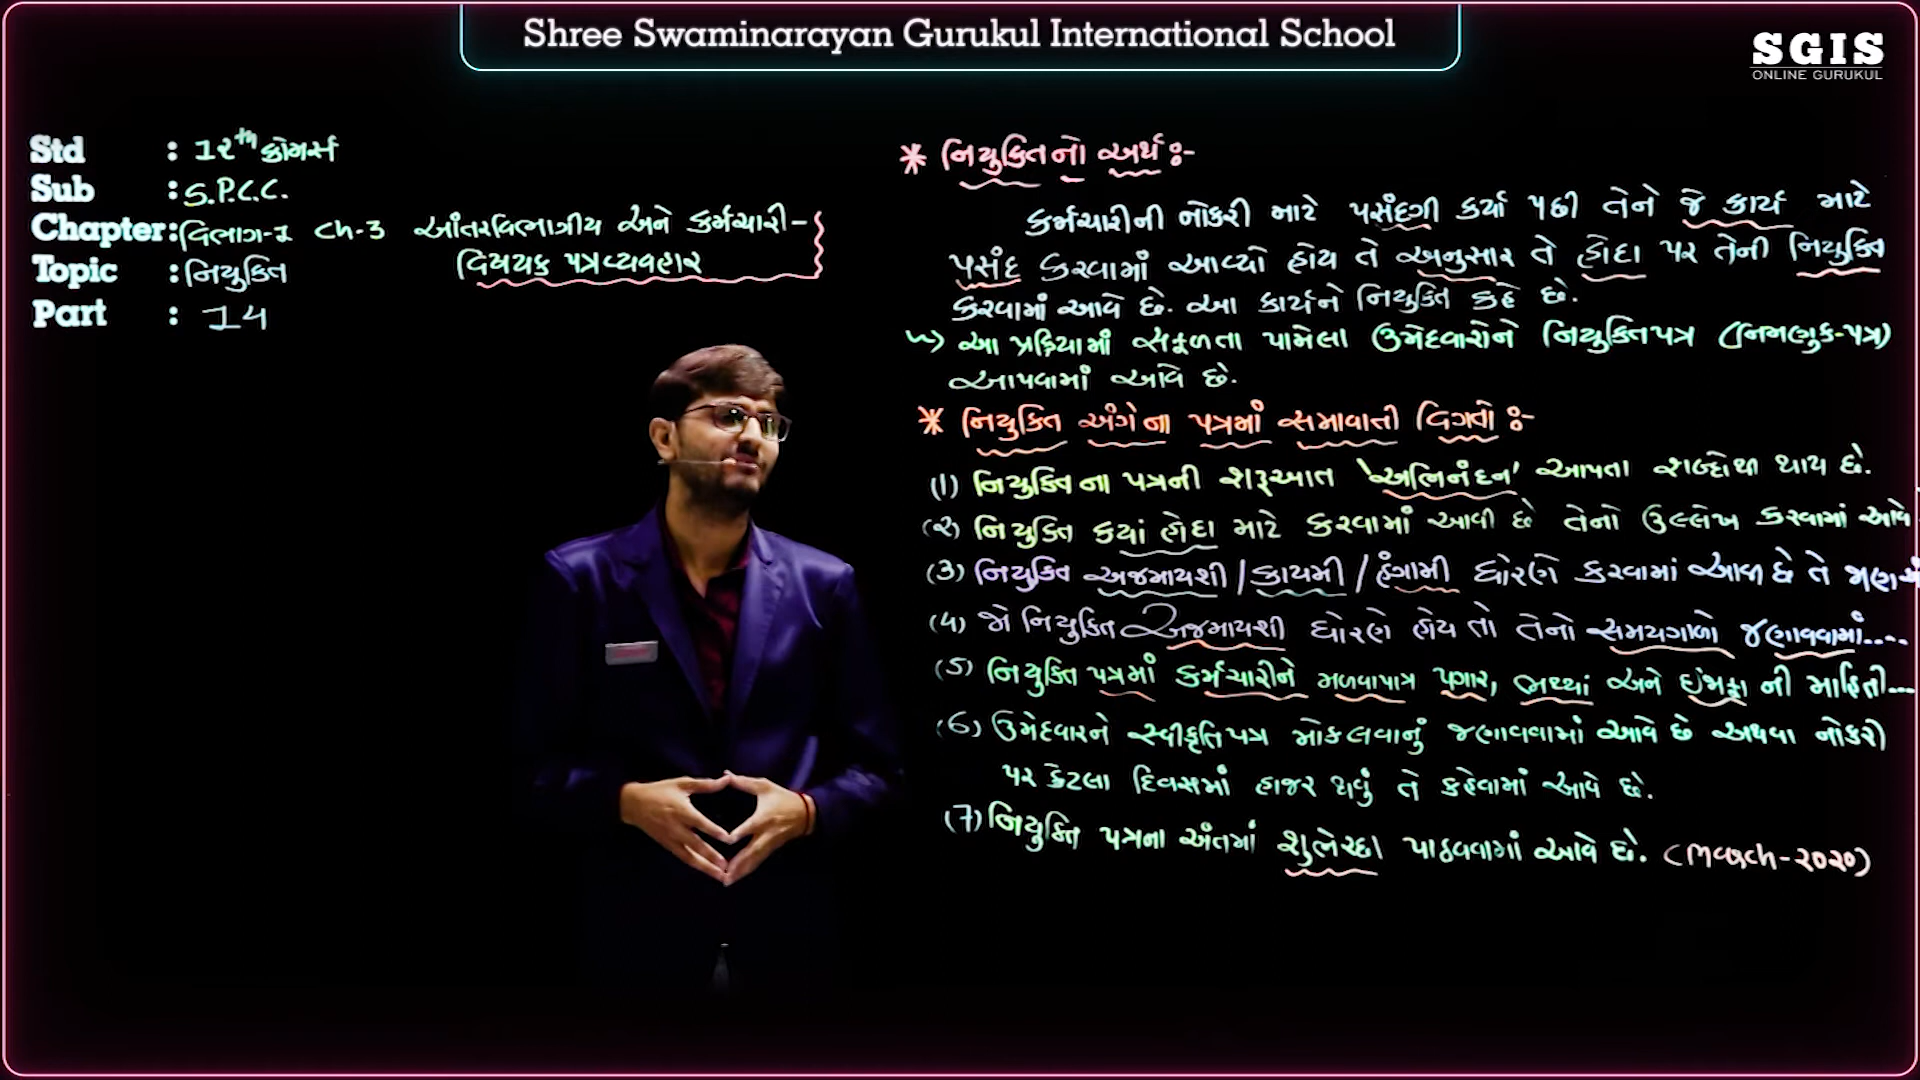 Shree Swaminarayan Gurukul International School
SGIS
ONLINE GURUKUL
Std : 12th કોમર્સ
Sub : S.P.C.C.
Chapter: વિભાગ-1 Ch-3 આંતરવિભાગીય અને કર્મચારી-
વિષયક પત્રવ્યવહાર
Topic : નિયુક્તિ
Part : 14
* નિયુક્તિનો અર્થ :-
કર્મચારીની નોકરી માટે પસંદગી કર્યા પછી તેને જે કાર્ય માટે
પસંદ કરવામાં આવ્યો હોય તે અનુસાર તે હોદા પર તેની નિયુક્તિ
કરવામાં આવે છે. આ કાર્યને નિયુક્તિ કહે છે.
આ પ્રક્રિયામાં સફળતા પામેલા ઉમેદવારોને નિયુક્તિપત્ર (નિમણુક-પત્ર)
આપવામાં આવે છે.
* નિયુક્તિ અંગેના પત્રમાં સમાવાતી વિગતો :-
(1) નિયુક્તિના પત્રની શરૂઆત 'અભિનંદન' આપતા શબ્દોથી થાય છે.
(૨) નિયુક્તિ કયાં હોદા માટે કરવામાં આવી છે તેનો ઉલ્લેખ કરવામાં આવે
(3) નિયુક્તિ અજમાયશી / કાયમી / હંગામી ધોરણે કરવામાં આવી છે તે
(4) જો નિયુક્તિ અજમાયશી ધોરણે હોય તો તેનો સમયગાળો જણાવવામાં....
(5) નિયુક્તિ પત્રમાં કર્મચારીને મળવાપાત્ર પગાર, ભથ્થાં અને ઈજાફા ની માહિતી...
(6) ઉમેદવારને સ્વીકૃતિપત્ર મોકલવાનું જણાવવામાં આવે છે અથવા નોકરી
પર કેટલા દિવસમાં હાજર થવું તે કહેવામાં આવે છે.
(7) નિયુક્તિ પત્રના અંતમાં શુભેચ્છા પાઠવવામાં આવે છે. (March-૨૦૨૦)